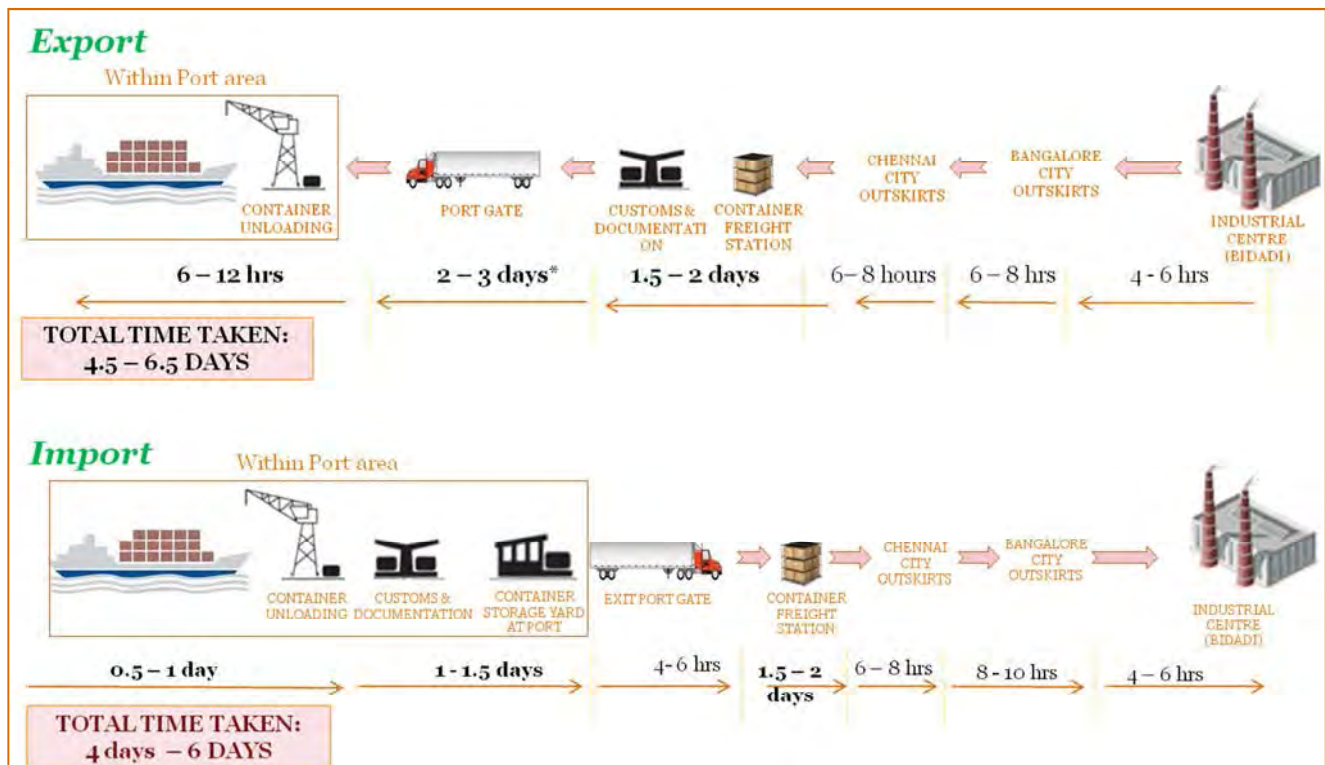 Export
Within Port area
CONTAINER
UNLOADING
PORT GATE
CUSTOMS &
DOCUMENTATI
ON
CONTAINER
FREIGHT
STATION
CHENNAI
CITY
OUTSKIRTS
BANGALORE
CITY
OUTSKIRTS
INDUSTRIAL
CENTRE
(BIDADI)
6 – 12 hrs
2 – 3 days*
1.5 – 2 days
6 – 8 hours
6 – 8 hrs
4 - 6 hrs
TOTAL TIME TAKEN:
4.5 – 6.5 DAYS
Import
Within Port area
CONTAINER
UNLOADING
CUSTOMS &
DOCUMENTATION
CONTAINER
STORAGE YARD
AT PORT
EXIT PORT GATE
CONTAINER
FREIGHT
STATION
CHENNAI
CITY
OUTSKIRTS
BANGALORE
CITY
OUTSKIRTS
INDUSTRIAL
CENTRE
(BIDADI)
0.5 – 1 day
1 - 1.5 days
4- 6 hrs
1.5 – 2
days
6 – 8 hrs
8 - 10 hrs
4 – 6 hrs
TOTAL TIME TAKEN:
4 days – 6 DAYS